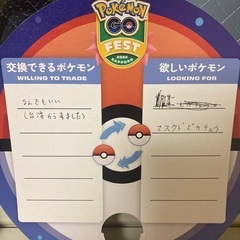 POKÉMON
GO
FEST
交換できるポケモン
WILLING TO TRADE
なんでもいい
(台湾から来ました)
欲しいポケモン
LOOKING FOR
マスクドピカチュウ